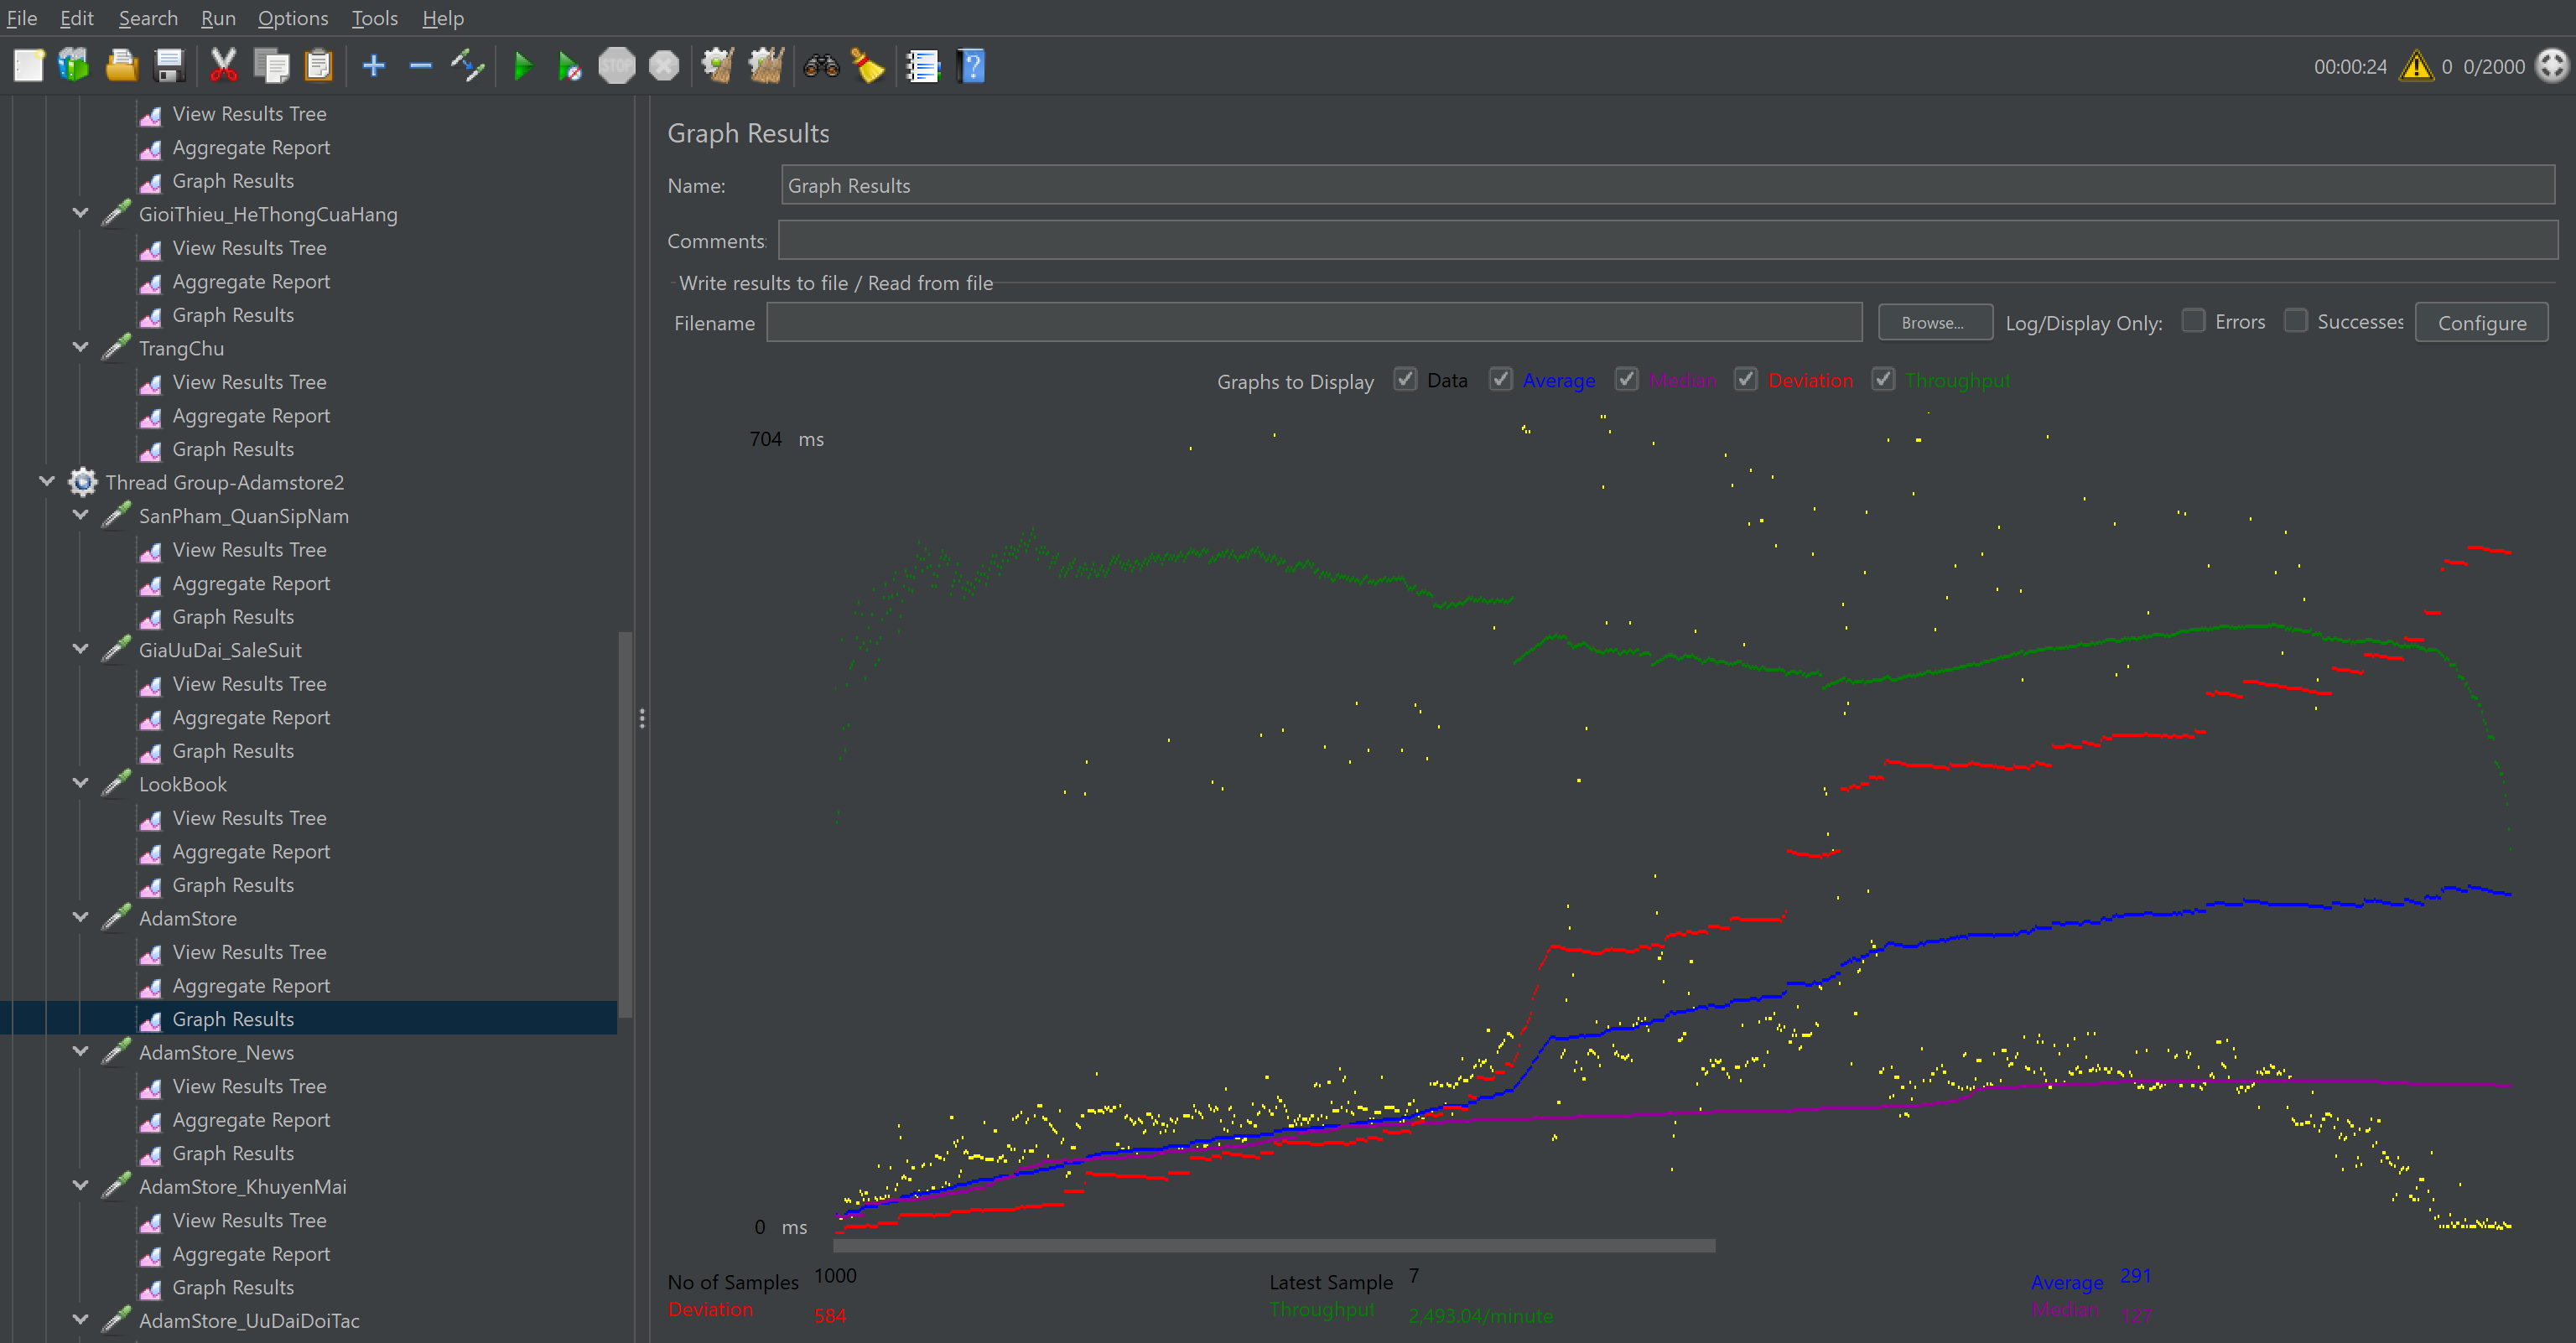 File Edit Search Run Options Tools Help
STOP
00:00:24 0 0/2000
View Results Tree
Aggregate Report
Graph Results
GioiThieu_HeThongCuaHang
View Results Tree
Aggregate Report
Graph Results
TrangChu
View Results Tree
Aggregate Report
Graph Results
Thread Group-Adamstore2
SanPham_QuanSipNam
View Results Tree
Aggregate Report
Graph Results
GiaUuDai_SaleSuit
View Results Tree
Aggregate Report
Graph Results
LookBook
View Results Tree
Aggregate Report
Graph Results
AdamStore
View Results Tree
Aggregate Report
Graph Results
AdamStore_News
View Results Tree
Aggregate Report
Graph Results
AdamStore_KhuyenMai
View Results Tree
Aggregate Report
Graph Results
AdamStore_UuDaiDoiTac
Graph Results
Name: Graph Results
Comments:
Write results to file / Read from file
Filename Browse... Log/Display Only: Errors Successes Configure
Graphs to Display Data Average Median Deviation Throughput
704 ms
0 ms
No of Samples 1000 Latest Sample 7 Average 291
Deviation 584 Throughput 2,493.04/minute Median 127